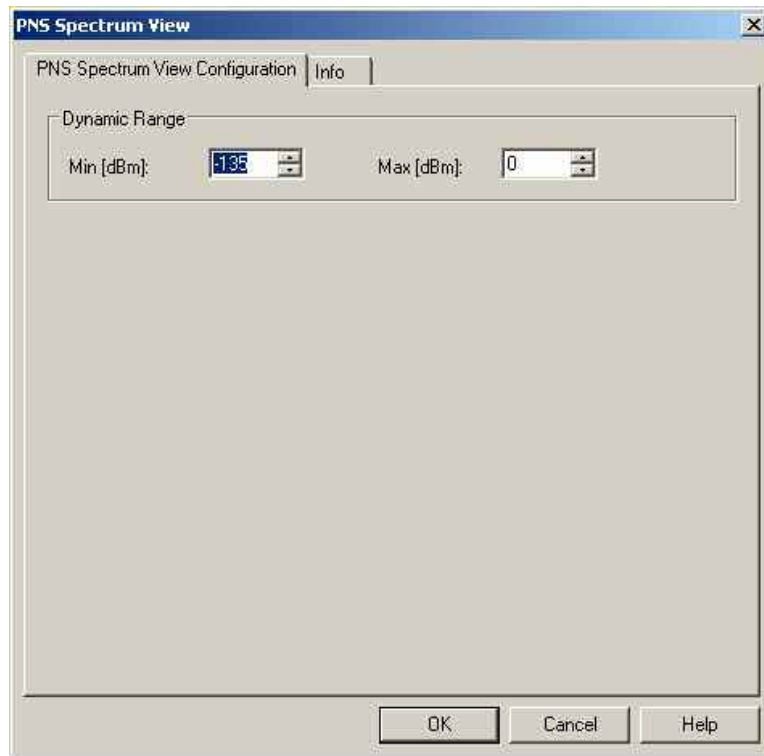 PNS Spectrum View
PNS Spectrum View Configuration Info
Dynamic Range
Min [dBm]: -135 Max [dBm]: 0
OK Cancel Help